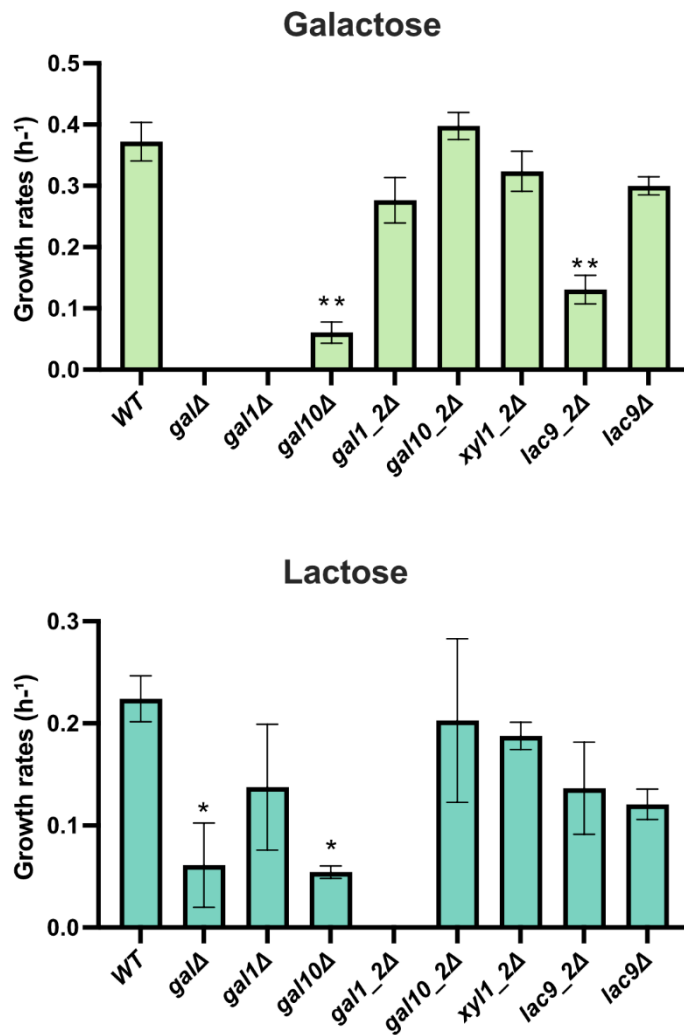 Galactose
Growth rates (h-¹)
0.5
0.4
0.3
0.2
0.1
0.0
**
**
WT
galΔ
gal1Δ
gal10Δ
gal1_2Δ
gal10_2Δ
xyl1_2Δ
lac9_2Δ
lac9Δ
Lactose
Growth rates (h-¹)
0.3
0.2
0.1
0.0
*
*
WT
galΔ
gal1Δ
gal10Δ
gal1_2Δ
gal10_2Δ
xyl1_2Δ
lac9_2Δ
lac9Δ